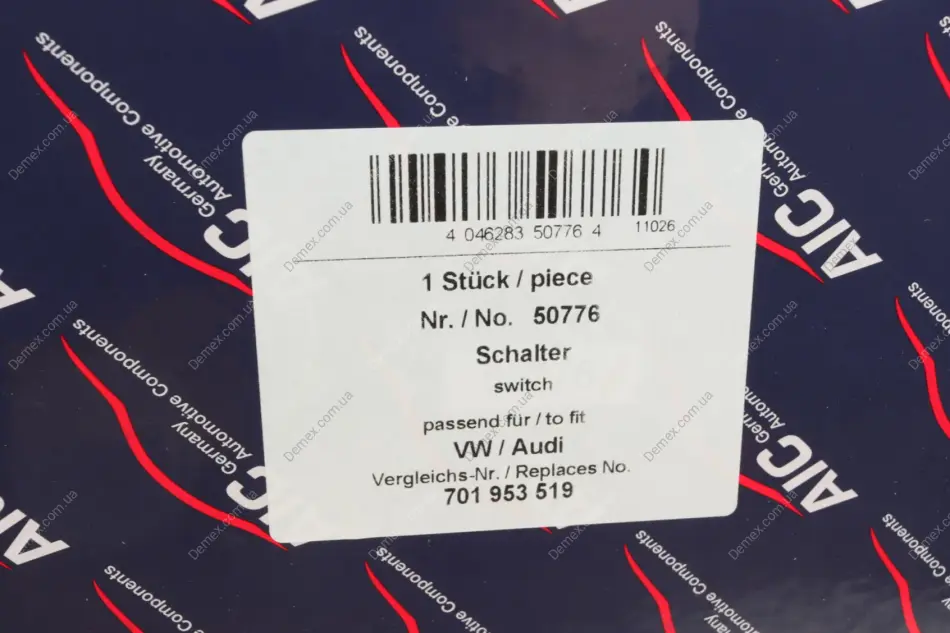 4 046283 50776 4 11026
1 Stück / piece
Nr. / No. 50776
Schalter
switch
passend für / to fit
VW / Audi
Vergleichs-Nr. / Replaces No.
701 953 519
AIC
Germany
Automotive Components
Demex.com.ua